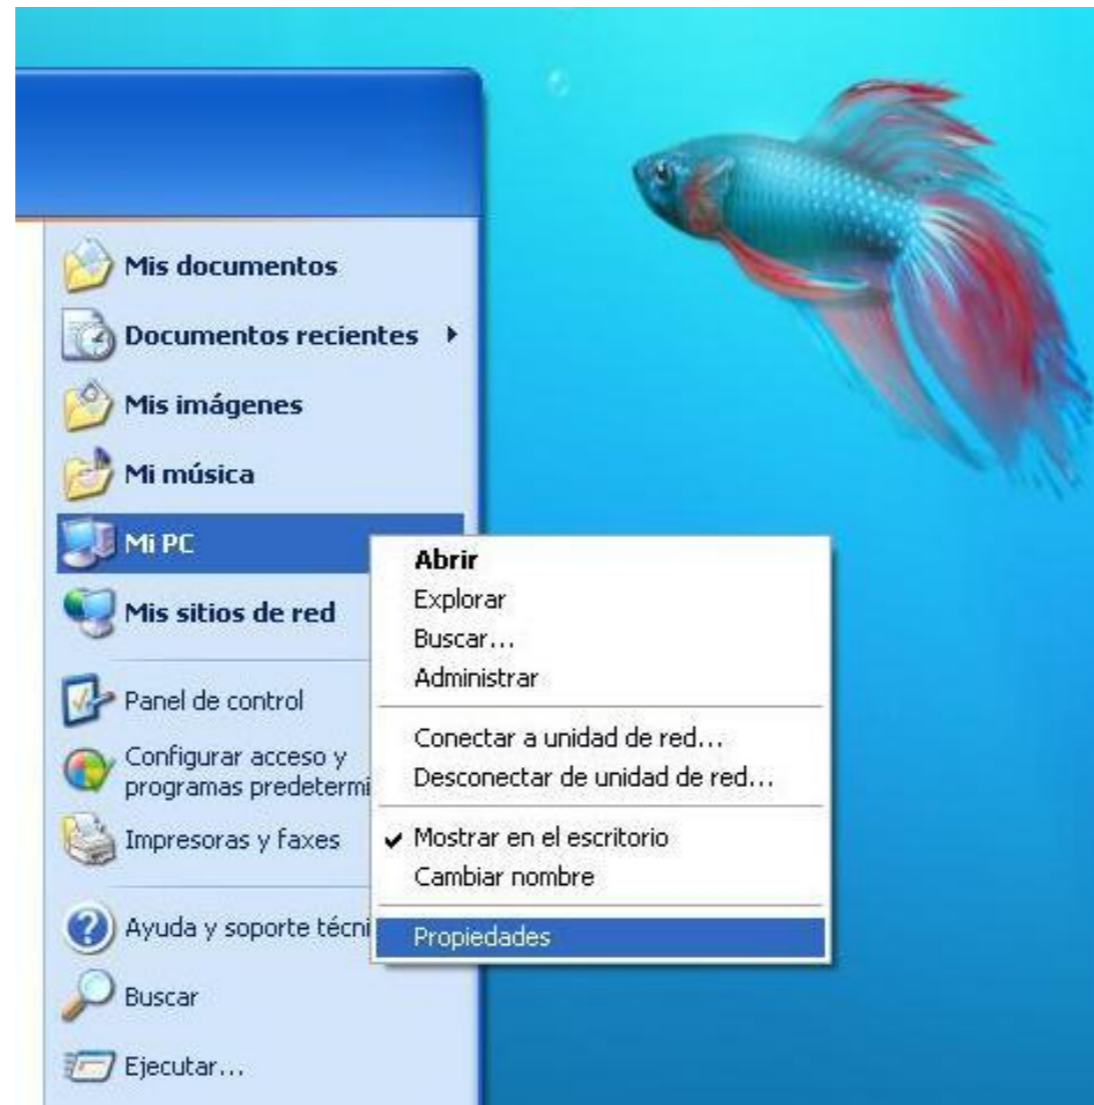 Mis documentos
Documentos recientes
Mis imágenes
Mi música
Mi PC
Mis sitios de red
Panel de control
Configurar acceso y
programas predetermi
Impresoras y faxes
Ayuda y soporte técni
Buscar
Ejecutar...
Abrir
Explorar
Buscar...
Administrar
Conectar a unidad de red...
Desconectar de unidad de red...
Mostrar en el escritorio
Cambiar nombre
Propiedades